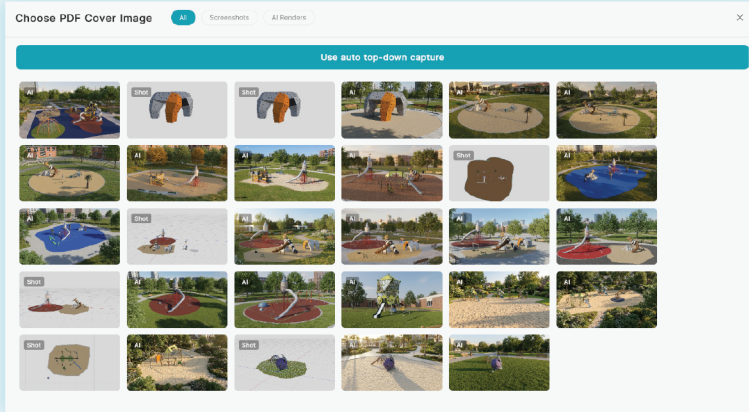 Choose PDF Cover Image All Screenshots AI Renders ×
Use auto top-down capture
AI Shot Shot AI AI AI
AI AI AI AI Shot AI
AI Shot AI AI AI AI
Shot AI AI AI AI AI
Shot AI Shot AI AI